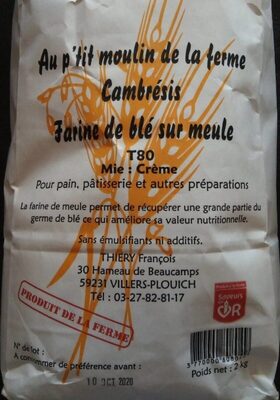 Au p'tit moulin de la ferme
Cambrésis
Farine de blé sur meule
T80
Mie : Crème
Pour pain, pâtisserie et autres préparations
La farine de meule permet de récupérer une grande partie du
germe de blé ce qui améliore sa valeur nutritionnelle.
Sans émulsifiants ni additifs.
THIERY François
30 Hameau de Beaucamps
59231 VILLERS-PLOUICH
Tél : 03-27-82-81-17
PRODUIT DE LA FERME
Saveurs
en OR
N° de lot :
A consommer de préférence avant :
10 OCT 2020
Poids net : 2 kg